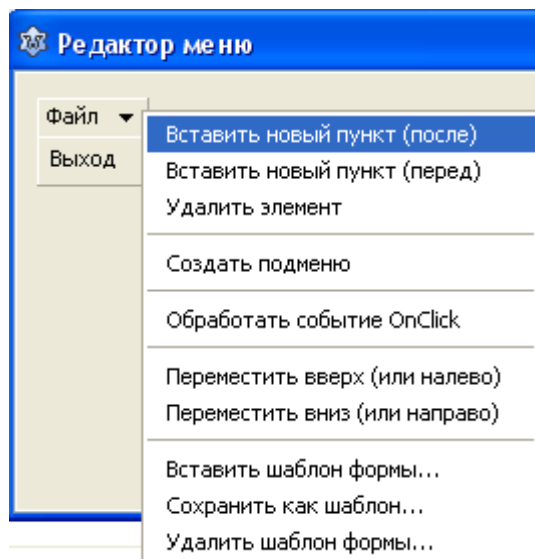 Редактор меню
Файл
Выход
Вставить новый пункт (после)
Вставить новый пункт (перед)
Удалить элемент
Создать подменю
Обработать событие OnClick
Переместить вверх (или налево)
Переместить вниз (или направо)
Вставить шаблон формы...
Сохранить как шаблон...
Удалить шаблон формы...